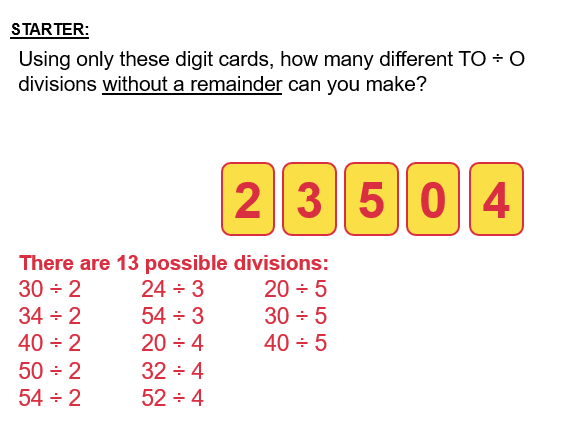 STARTER:
Using only these digit cards, how many different TO ÷ O
divisions without a remainder can you make?
2 3 5 0 4
There are 13 possible divisions:
30 ÷ 2 24 ÷ 3 20 ÷ 5
34 ÷ 2 54 ÷ 3 30 ÷ 5
40 ÷ 2 20 ÷ 4 40 ÷ 5
50 ÷ 2 32 ÷ 4
54 ÷ 2 52 ÷ 4